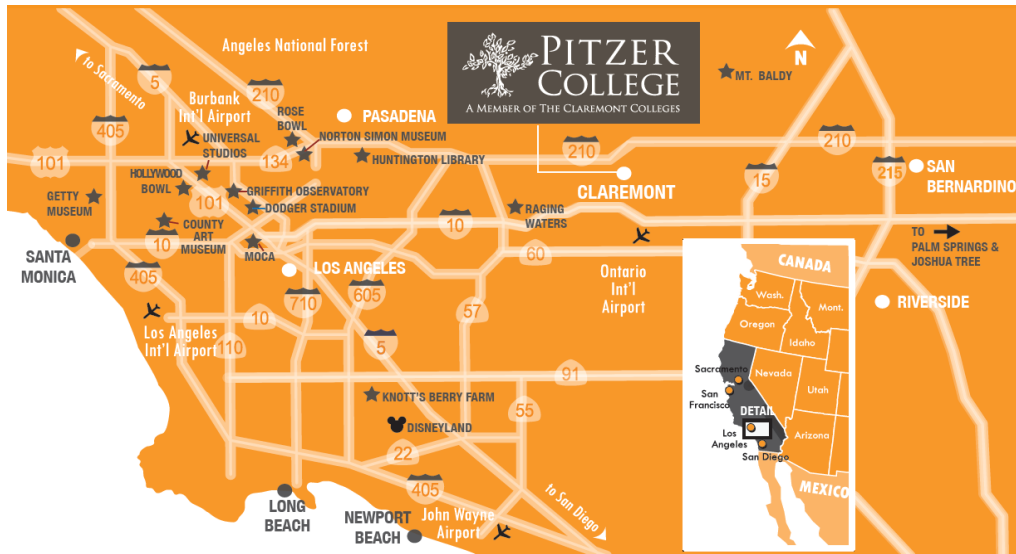 Angeles National Forest
to Sacramento
5
405
210
Burbank
Int'l Airport
ROSE
BOWL
PASADENA
PITZER
COLLEGE
A MEMBER OF THE CLAREMONT COLLEGES
N
MT. BALDY
UNIVERSAL
STUDIOS
NORTON SIMON MUSEUM
101
134
HUNTINGTON LIBRARY
210
210
HOLLYWOOD
BOWL
101
GRIFFITH OBSERVATORY
CLAREMONT
15
215
SAN
BERNARDINO
GETTY
MUSEUM
DODGER STADIUM
COUNTY
ART
MUSEUM
10
MOCA
10
RAGING
WATERS
SANTA
MONICA
60
TO
PALM SPRINGS &
JOSHUA TREE
Ontario
Int'l
Airport
LOS ANGELES
405
710
605
57
RIVERSIDE
Los Angeles
Int'l Airport
10
110
5
91
KNOTT'S BERRY FARM
55
DISNEYLAND
22
405
LONG
BEACH
NEWPORT
BEACH
John Wayne
Airport
to San Diego
CANADA
Wash.
Mont.
Oregon
Idaho
Sacramento
Nevada
San
Francisco
Utah
DETAIL
Los
Angeles
Arizona
San Diego
MEXICO